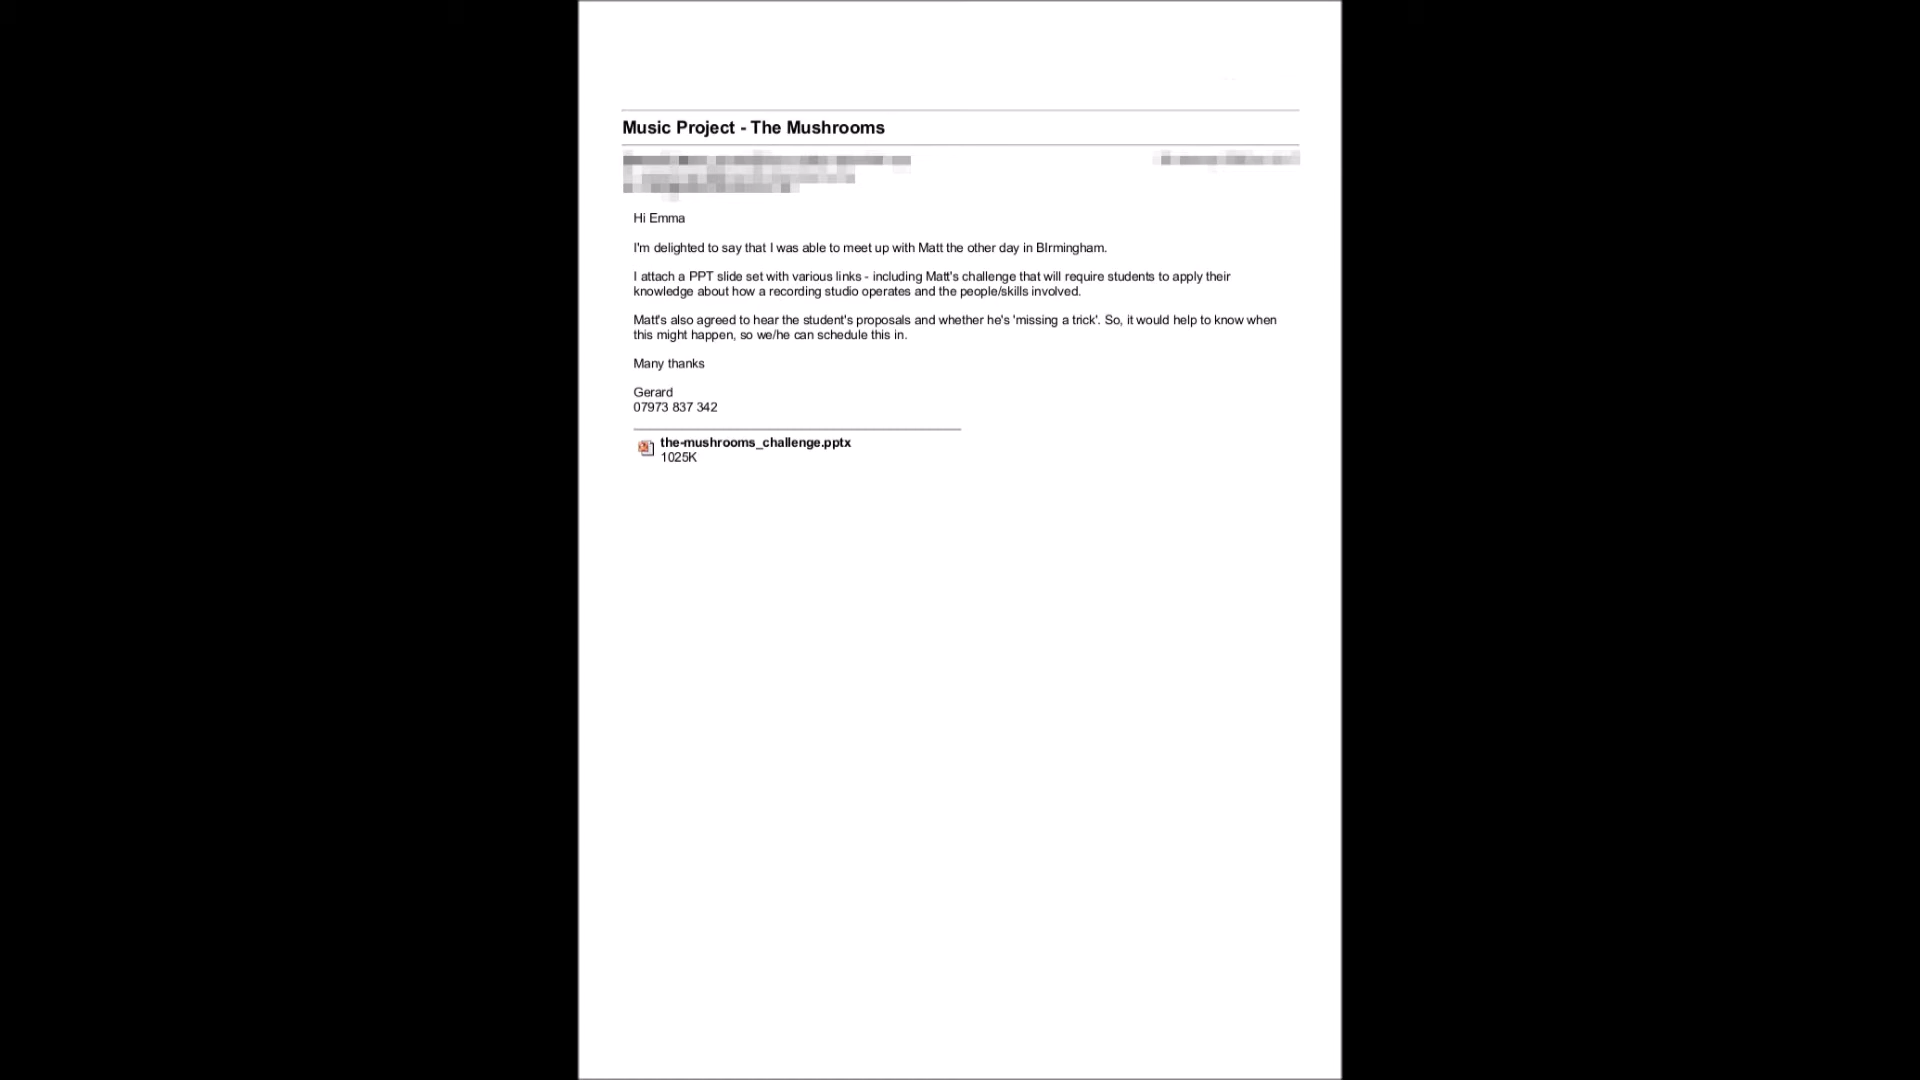 Music Project - The Mushrooms
Hi Emma
I'm delighted to say that I was able to meet up with Matt the other day in BIrmingham.
I attach a PPT slide set with various links - including Matt's challenge that will require students to apply their
knowledge about how a recording studio operates and the people/skills involved.
Matt's also agreed to hear the student's proposals and whether he's 'missing a trick'. So, it would help to know when
this might happen, so we/he can schedule this in.
Many thanks
Gerard
07973 837 342
the-mushrooms_challenge.pptx
1025K